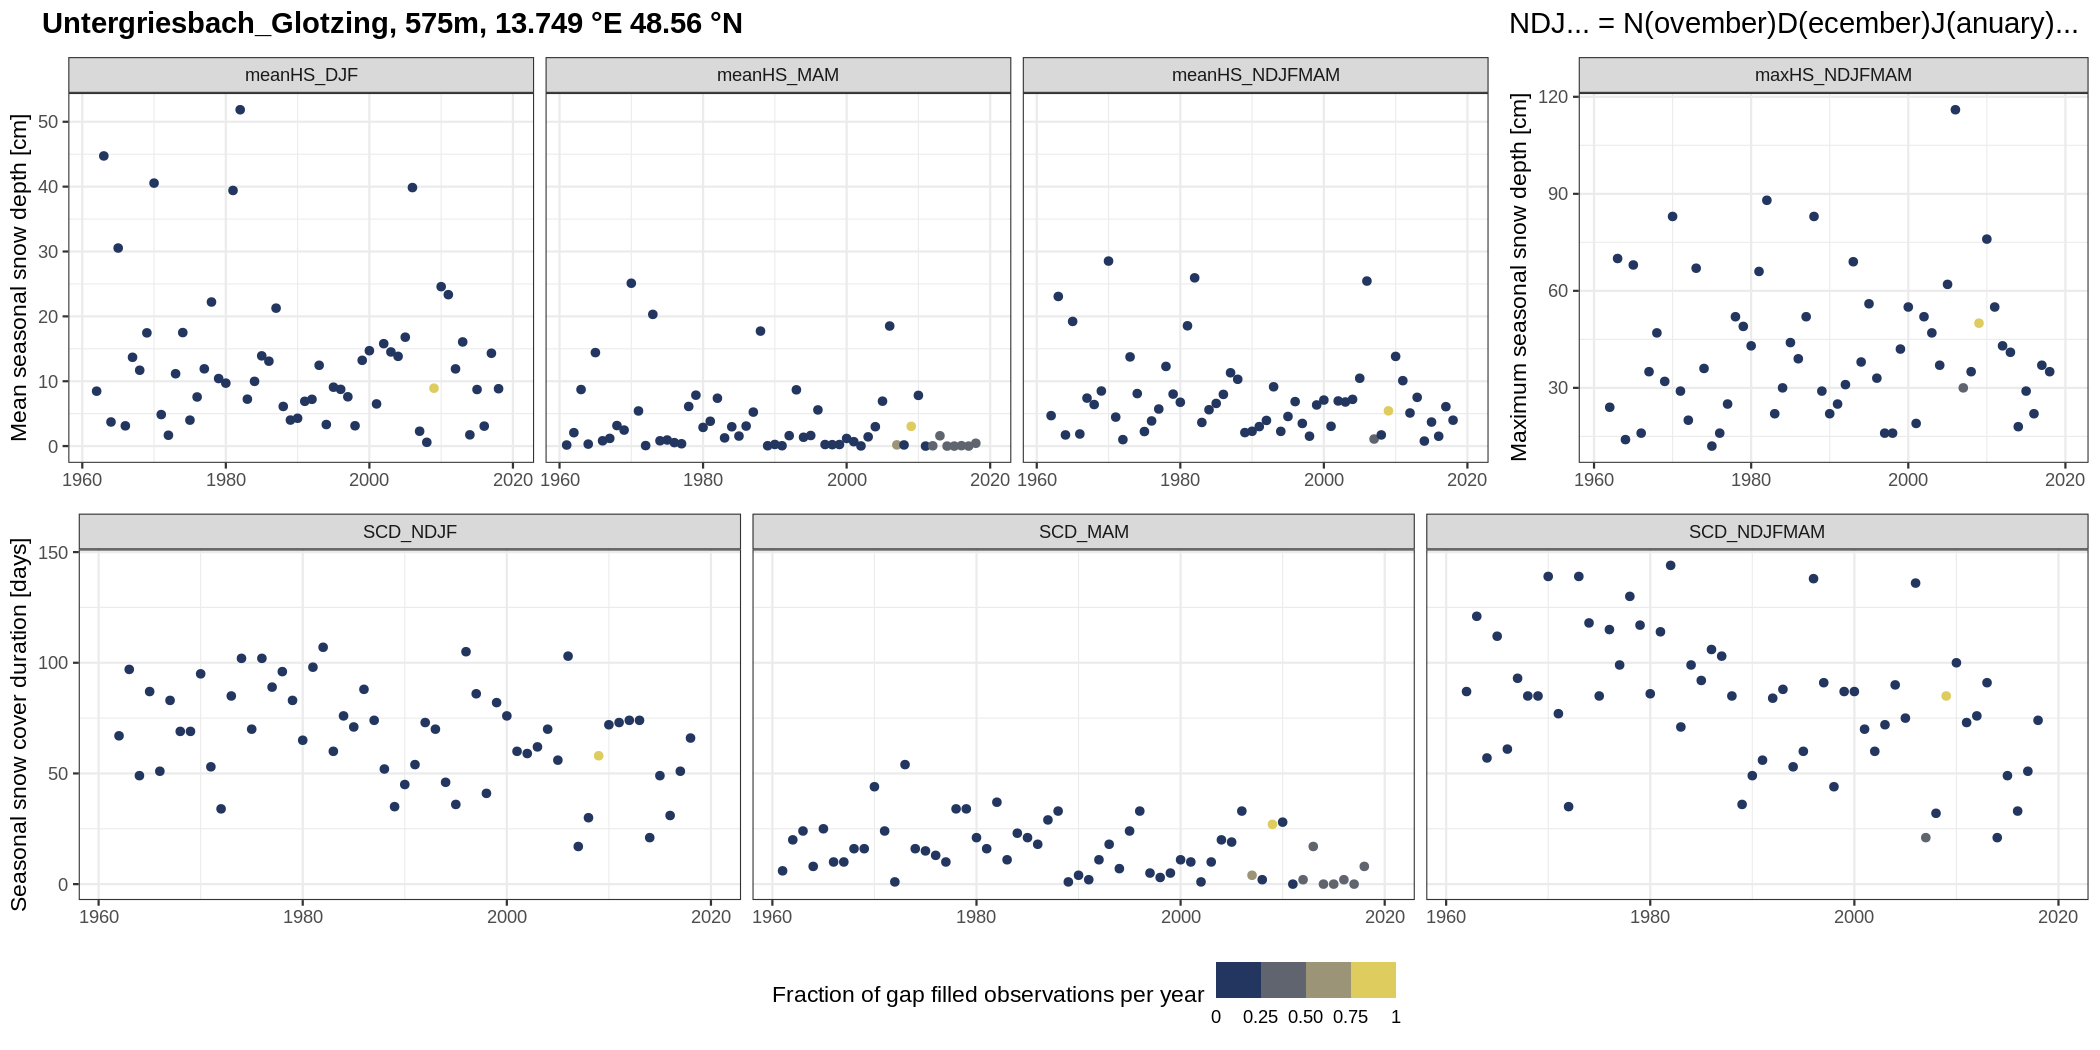 Untergriesbach_Glotzing, 575m, 13.749 °E 48.56 °N
NDJ... = N(ovember)D(ecember)J(anuary)...
meanHS_DJF
meanHS_MAM
meanHS_NDJFMAM
maxHS_NDJFMAM
Mean seasonal snow depth [cm]
50
40
30
20
10
0
1960 1980 2000 2020
1960 1980 2000 2020
1960 1980 2000 2020
Maximum seasonal snow depth [cm]
120
90
60
30
1960 1980 2000 2020
SCD_NDJF
SCD_MAM
SCD_NDJFMAM
Seasonal snow cover duration [days]
150
100
50
0
1960 1980 2000 2020
1960 1980 2000 2020
1960 1980 2000 2020
Fraction of gap filled observations per year
0 0.25 0.50 0.75 1